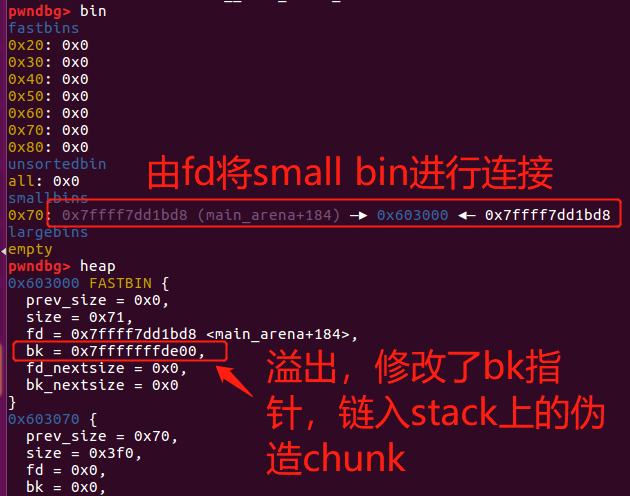 pwndbg> bin
fastbins
0x20: 0x0
0x30: 0x0
0x40: 0x0
0x50: 0x0
0x60: 0x0
0x70: 0x0
0x80: 0x0
unsortedbin
all: 0x0
由fd将small bin进行连接
smallbins
0x70: 0x7ffff7dd1bd8 (main_arena+184) —▸ 0x603000 ◂— 0x7ffff7dd1bd8
largebins
empty
pwndbg> heap
0x603000 FASTBIN {
prev_size = 0x0,
size = 0x71,
fd = 0x7ffff7dd1bd8 <main_arena+184>,
bk = 0x7fffffffde00,
fd_nextsize = 0x0,
bk_nextsize = 0x0
}
溢出，修改了bk指
针，链入stack上的伪
造chunk
0x603070 {
prev_size = 0x70,
size = 0x3f0,
fd = 0x0,
bk = 0x0,